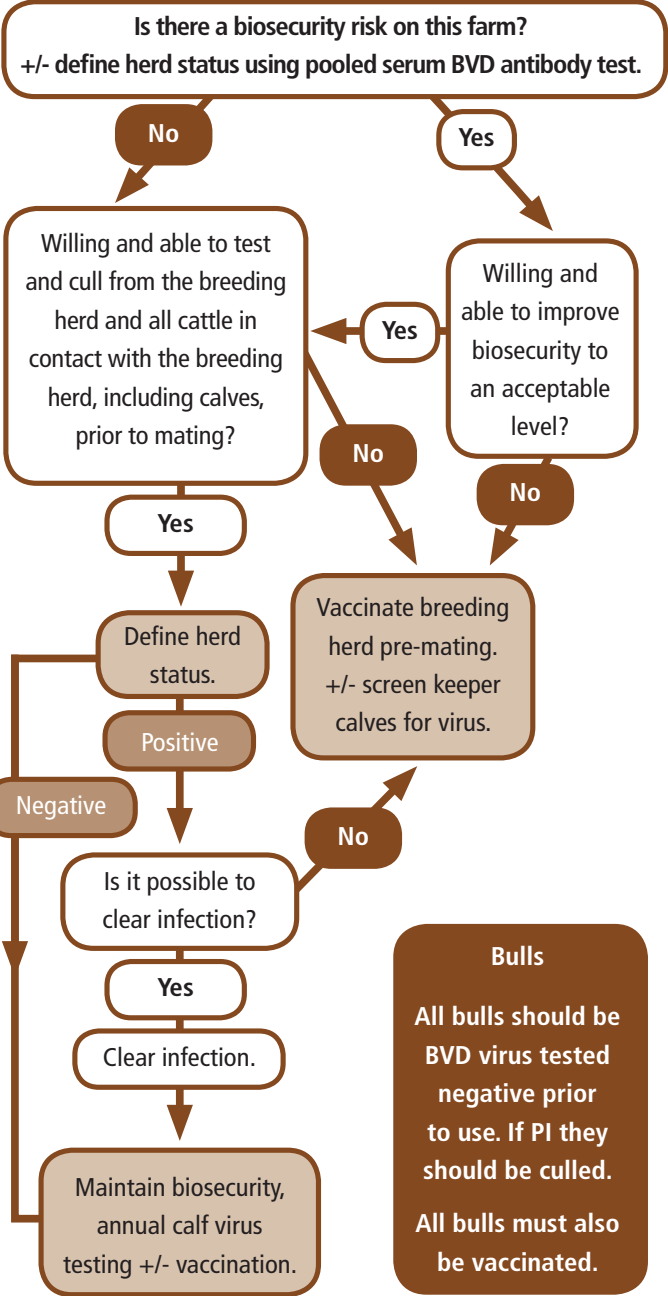 Is there a biosecurity risk on this farm?
+/- define herd status using pooled serum BVD antibody test.
No
Yes
Willing and able to test
and cull from the breeding
herd and all cattle in
contact with the breeding
herd, including calves,
prior to mating?
Yes
Willing and
able to improve
biosecurity to
an acceptable
level?
No
No
Yes
Define herd
status.
Vaccinate breeding
herd pre-mating.
+/- screen keeper
calves for virus.
Positive
Negative
No
Is it possible to
clear infection?
Yes
Clear infection.
Maintain biosecurity,
annual calf virus
testing +/- vaccination.
Bulls
All bulls should be
BVD virus tested
negative prior
to use. If PI they
should be culled.
All bulls must also
be vaccinated.